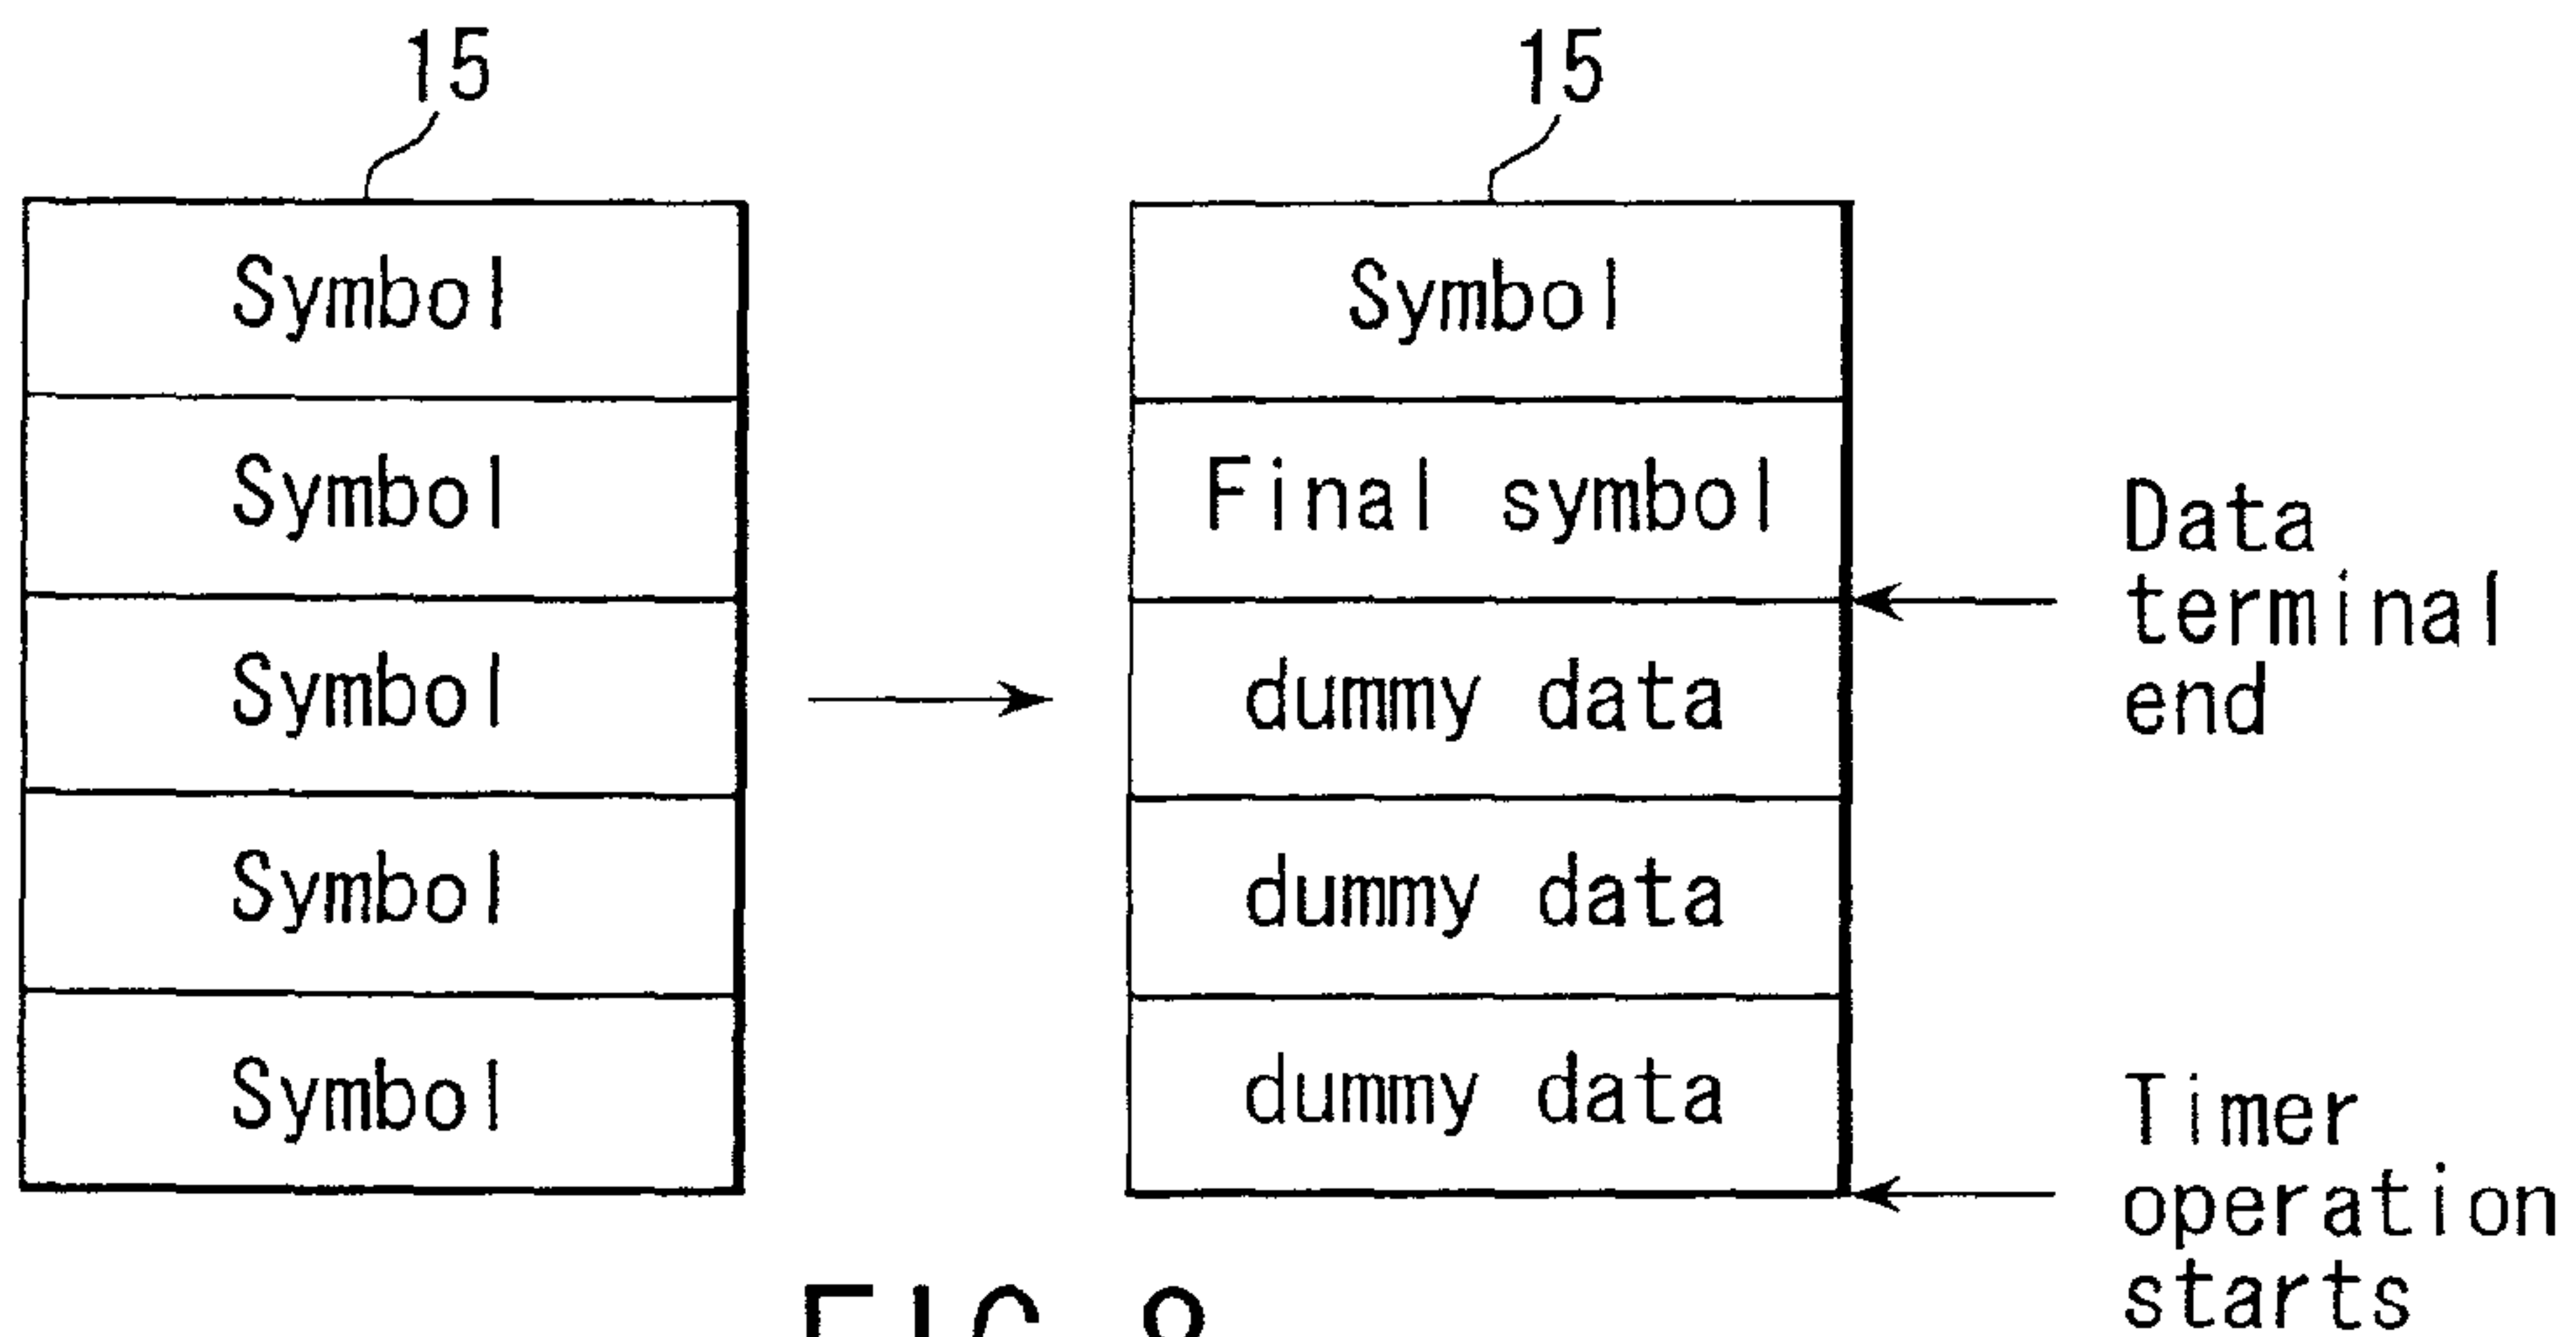 15
Symbol
Symbol
Symbol
Symbol
Symbol
15
Symbol
Final symbol
dummy data
dummy data
dummy data
Data
terminal
end
Timer
operation
starts